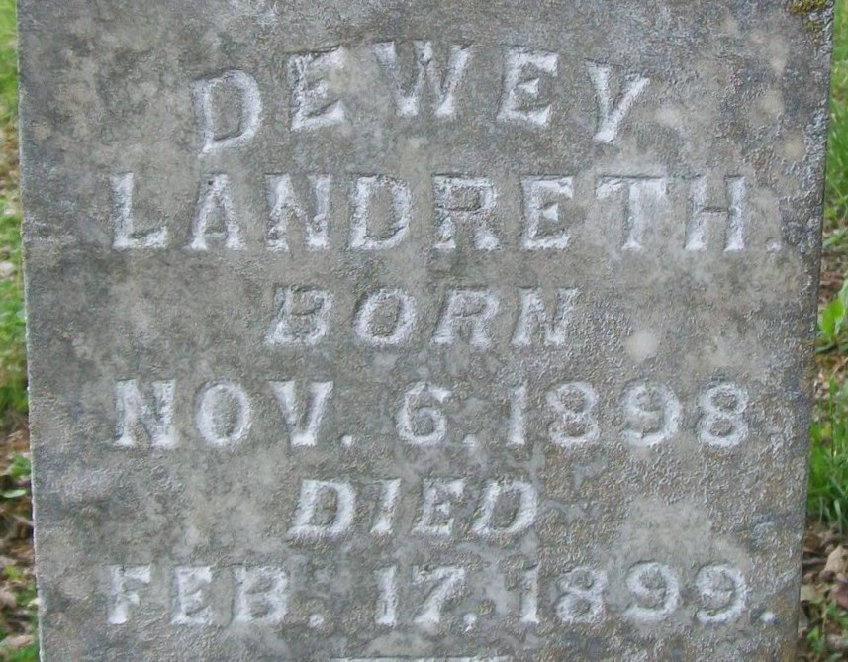 DEWEY
LANDRETH.
BORN
NOV. 6, 1898.
DIED
FEB. 17, 1899.